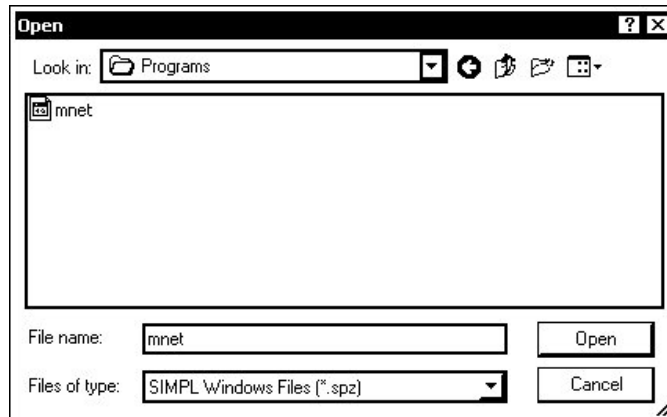 Open
Look in: Programs
mnet
File name: mnet Open
Files of type: SIMPL Windows Files (*.spz) Cancel